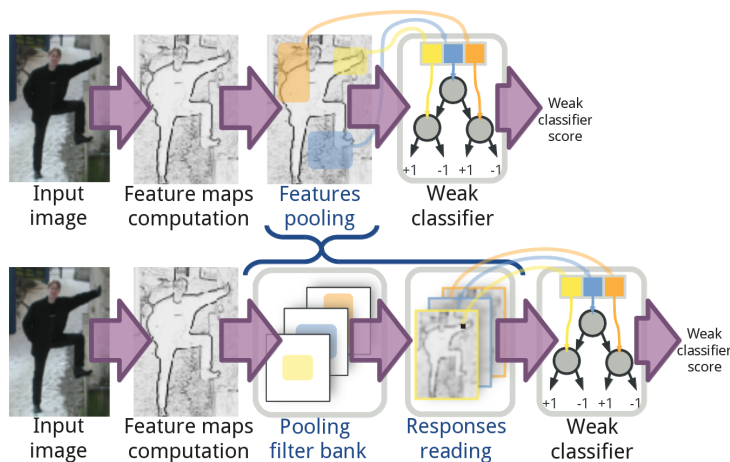 Weak
classifier
score
+1 -1 +1 -1
Input
image
Feature maps
computation
Features
pooling
Weak
classifier
Weak
classifier
score
+1 -1 +1 -1
Input
image
Feature maps
computation
Pooling
filter bank
Responses
reading
Weak
classifier